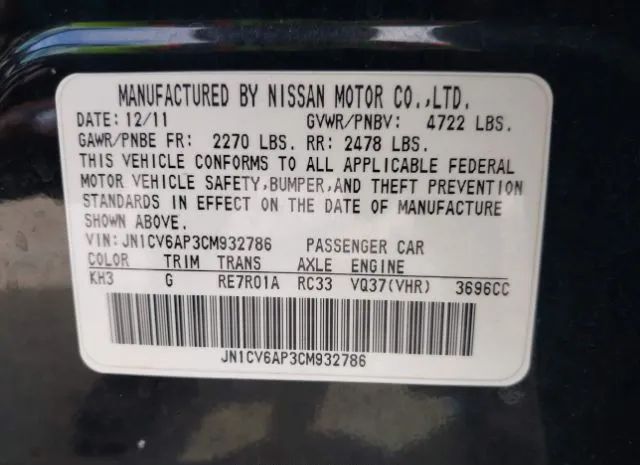 MANUFACTURED BY NISSAN MOTOR CO.,LTD.
DATE: 12/11 GVWR/PNBV: 4722 LBS.
GAWR/PNBE FR: 2270 LBS. RR: 2478 LBS.
THIS VEHICLE CONFORMS TO ALL APPLICABLE FEDERAL
MOTOR VEHICLE SAFETY,BUMPER,AND THEFT PREVENTION
STANDARDS IN EFFECT ON THE DATE OF MANUFACTURE
SHOWN ABOVE.
VIN:JN1CV6AP3CM932786 PASSENGER CAR
COLOR TRIM TRANS AXLE ENGINE
KH3 G RE7R01A RC33 VQ37(VHR) 3696CC
JN1CV6AP3CM932786